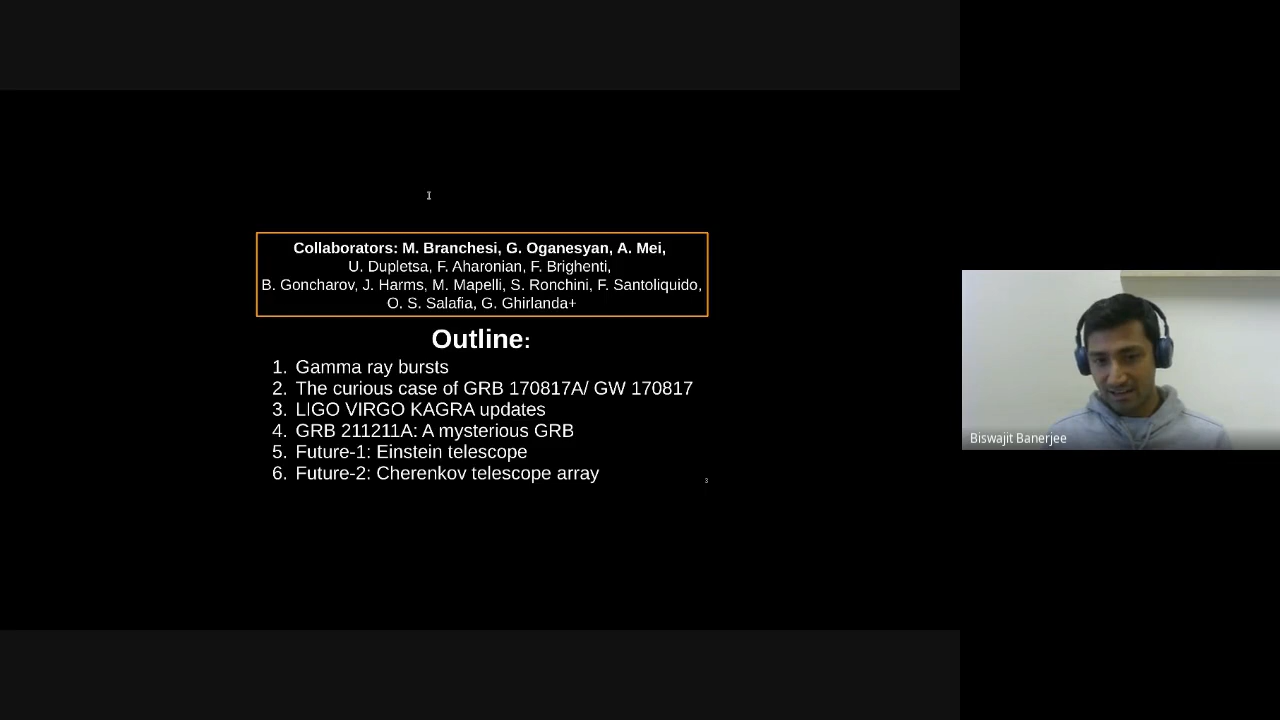 Collaborators: M. Branchesi, G. Oganesyan, A. Mei,
U. Dupletsa, F. Aharonian, F. Brighenti,
B. Goncharov, J. Harms, M. Mapelli, S. Ronchini, F. Santoliquido,
O. S. Salafia, G. Ghirlanda+
Outline:
1. Gamma ray bursts
2. The curious case of GRB 170817A/ GW 170817
3. LIGO VIRGO KAGRA updates
4. GRB 211211A: A mysterious GRB
5. Future-1: Einstein telescope
6. Future-2: Cherenkov telescope array
3
Biswajit Banerjee